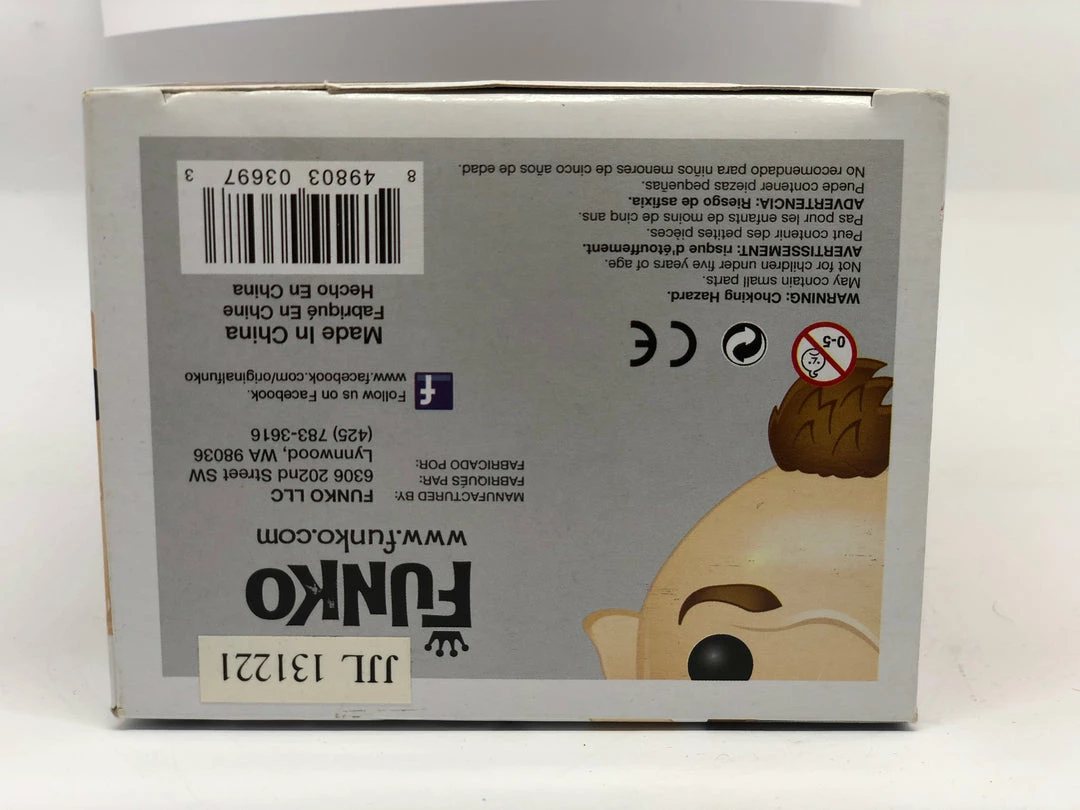 JJL 131221
FUNKO
www.funko.com
MANUFACTURED BY:
FABRIQUÉS PAR:
FABRICADO POR:
FUNKO LLC
6306 202nd Street SW
Lynnwood, WA 98036
(425) 783-3616
f
Follow us on Facebook.
www.facebook.com/originalfunko
Made In China
Fabriqué En Chine
Hecho En China
8 49803 03697 3
0-5
CE
WARNING: Choking Hazard.
May contain small parts.
Not for children under five years of age.
AVERTISSEMENT: risque d'étouffement.
Peut contenir des petites pièces.
Pas pour les enfants de moins de cinq ans.
ADVERTENCIA: Riesgo de asfixia.
Puede contener piezas pequeñas.
No recomendado para niños menores de cinco años de edad.